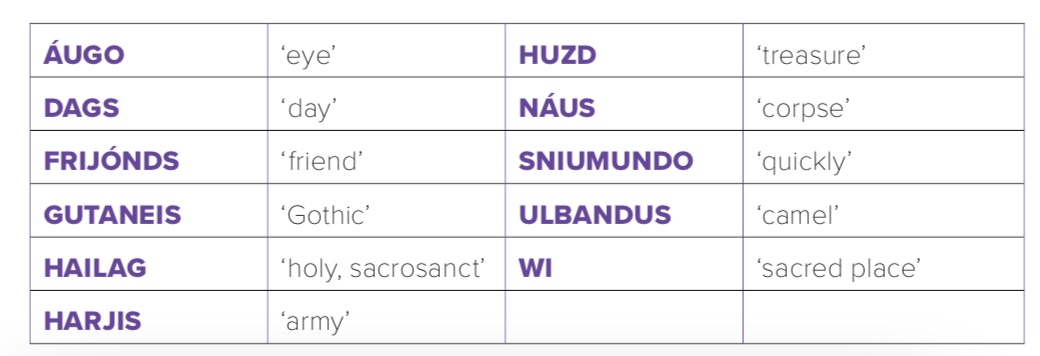 ÁUGO ‘eye’ HUZD ‘treasure’
DAGS ‘day’ NÁUS ‘corpse’
FRIJÓNDS ‘friend’ SNIUMUNDO ‘quickly’
GUTANEIS ‘Gothic’ ULBANDUS ‘camel’
HAILAG ‘holy, sacrosanct’ WI ‘sacred place’
HARJIS ‘army’